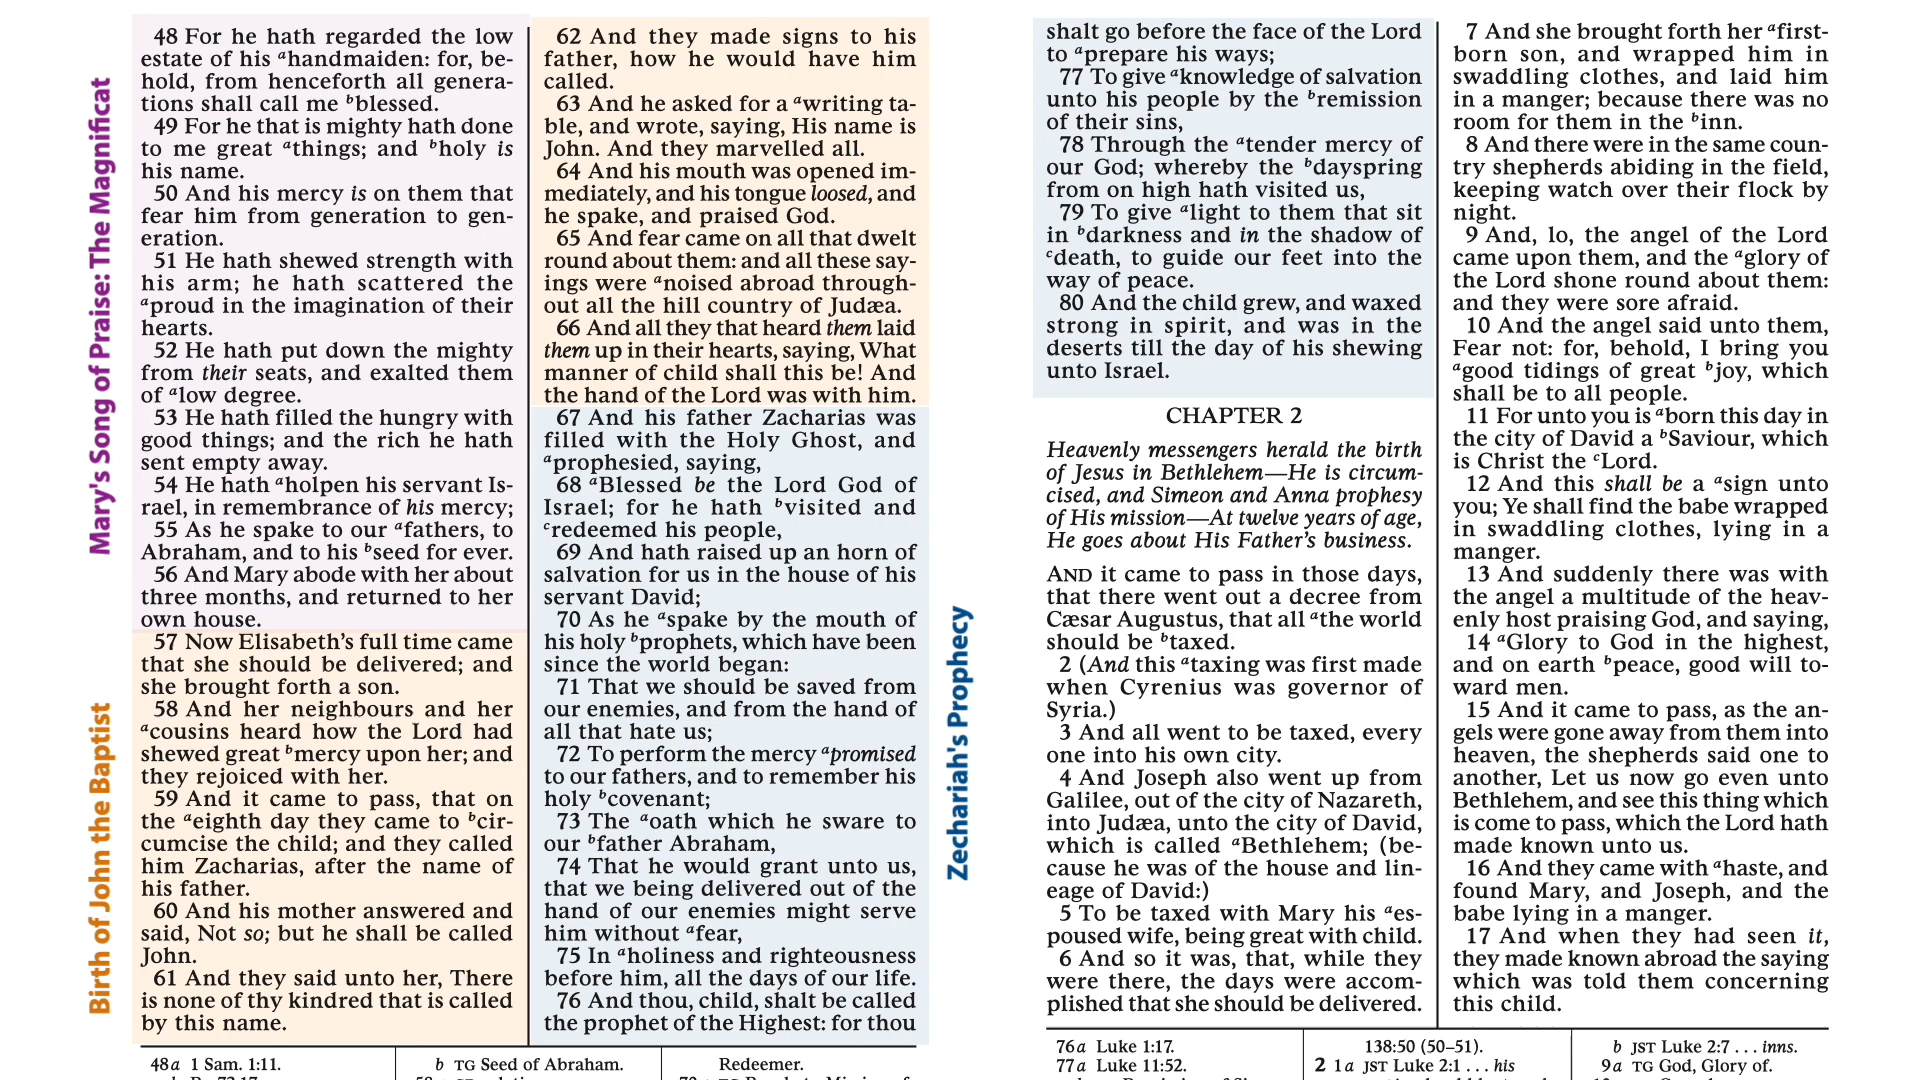 Mary's Song of Praise: The Magnificat
Birth of John the Baptist
48 For he hath regarded the low
estate of his ᵃhandmaiden: for, be-
hold, from henceforth all genera-
tions shall call me ᵇblessed.
49 For he that is mighty hath done
to me great ᵃthings; and ᵇholy is
his name.
50 And his mercy is on them that
fear him from generation to gen-
eration.
51 He hath shewed strength with
his arm; he hath scattered the
ᵃproud in the imagination of their
hearts.
52 He hath put down the mighty
from their seats, and exalted them
of ᵃlow degree.
53 He hath filled the hungry with
good things; and the rich he hath
sent empty away.
54 He hath ᵃholpen his servant Is-
rael, in remembrance of his mercy;
55 As he spake to our ᵃfathers, to
Abraham, and to his ᵇseed for ever.
56 And Mary abode with her about
three months, and returned to her
own house.
57 Now Elisabeth’s full time came
that she should be delivered; and
she brought forth a son.
58 And her neighbours and her
ᵃcousins heard how the Lord had
shewed great ᵇmercy upon her; and
they rejoiced with her.
59 And it came to pass, that on
the ᵃeighth day they came to ᵇcir-
cumcise the child; and they called
him Zacharias, after the name of
his father.
60 And his mother answered and
said, Not so; but he shall be called
John.
61 And they said unto her, There
is none of thy kindred that is called
by this name.
62 And they made signs to his
father, how he would have him
called.
63 And he asked for a ᵃwriting ta-
ble, and wrote, saying, His name is
John. And they marvelled all.
64 And his mouth was opened im-
mediately, and his tongue loosed, and
he spake, and praised God.
65 And fear came on all that dwelt
round about them: and all these say-
ings were ᵃnoised abroad through-
out all the hill country of Judæa.
66 And all they that heard them laid
them up in their hearts, saying, What
manner of child shall this be! And
the hand of the Lord was with him.
67 And his father Zacharias was
filled with the Holy Ghost, and
ᵃprophesied, saying,
68 ᵃBlessed be the Lord God of
Israel; for he hath ᵇvisited and
ᶜredeemed his people,
69 And hath raised up an horn of
salvation for us in the house of his
servant David;
70 As he ᵃspake by the mouth of
his holy ᵇprophets, which have been
since the world began:
71 That we should be saved from
our enemies, and from the hand of
all that hate us;
72 To perform the mercy ᵃpromised
to our fathers, and to remember his
holy ᵇcovenant;
73 The ᵃoath which he sware to
our ᵇfather Abraham,
74 That he would grant unto us,
that we being delivered out of the
hand of our enemies might serve
him without ᵃfear,
75 In ᵃholiness and righteousness
before him, all the days of our life.
76 And thou, child, shalt be called
the prophet of the Highest: for thou
48a 1 Sam. 1:11.
b TG Seed of Abraham.
Redeemer.
Zechariah's Prophecy
shalt go before the face of the Lord
to ᵃprepare his ways;
77 To give ᵃknowledge of salvation
unto his people by the ᵇremission
of their sins,
78 Through the ᵃtender mercy of
our God; whereby the ᵇdayspring
from on high hath visited us,
79 To give ᵃlight to them that sit
in ᵇdarkness and in the shadow of
ᶜdeath, to guide our feet into the
way of peace.
80 And the child grew, and waxed
strong in spirit, and was in the
deserts till the day of his shewing
unto Israel.
CHAPTER 2
Heavenly messengers herald the birth
of Jesus in Bethlehem—He is circum-
cised, and Simeon and Anna prophesy
of His mission—At twelve years of age,
He goes about His Father’s business.
AND it came to pass in those days,
that there went out a decree from
Cæsar Augustus, that all ᵃthe world
should be ᵇtaxed.
2 (And this ᵃtaxing was first made
when Cyrenius was governor of
Syria.)
3 And all went to be taxed, every
one into his own city.
4 And Joseph also went up from
Galilee, out of the city of Nazareth,
into Judæa, unto the city of David,
which is called ᵃBethlehem; (be-
cause he was of the house and lin-
eage of David:)
5 To be taxed with Mary his ᵃes-
poused wife, being great with child.
6 And so it was, that, while they
were there, the days were accom-
plished that she should be delivered.
7 And she brought forth her ᵃfirst-
born son, and wrapped him in
swaddling clothes, and laid him
in a manger; because there was no
room for them in the ᵇinn.
8 And there were in the same coun-
try shepherds abiding in the field,
keeping watch over their flock by
night.
9 And, lo, the angel of the Lord
came upon them, and the ᵃglory of
the Lord shone round about them:
and they were sore afraid.
10 And the angel said unto them,
Fear not: for, behold, I bring you
ᵃgood tidings of great ᵇjoy, which
shall be to all people.
11 For unto you is ᵃborn this day in
the city of David a ᵇSaviour, which
is Christ the ᶜLord.
12 And this shall be a ᵃsign unto
you; Ye shall find the babe wrapped
in swaddling clothes, lying in a
manger.
13 And suddenly there was with
the angel a multitude of the heav-
enly host praising God, and saying,
14 ᵃGlory to God in the highest,
and on earth ᵇpeace, good will to-
ward men.
15 And it came to pass, as the an-
gels were gone away from them into
heaven, the shepherds said one to
another, Let us now go even unto
Bethlehem, and see this thing which
is come to pass, which the Lord hath
made known unto us.
16 And they came with ᵃhaste, and
found Mary, and Joseph, and the
babe lying in a manger.
17 And when they had seen it,
they made known abroad the saying
which was told them concerning
this child.
76a Luke 1:17.
77a Luke 11:52.
138:50 (50–51).
2 1a JST Luke 2:1 . . . his
b JST Luke 2:7 . . . inns.
9a TG God, Glory of.